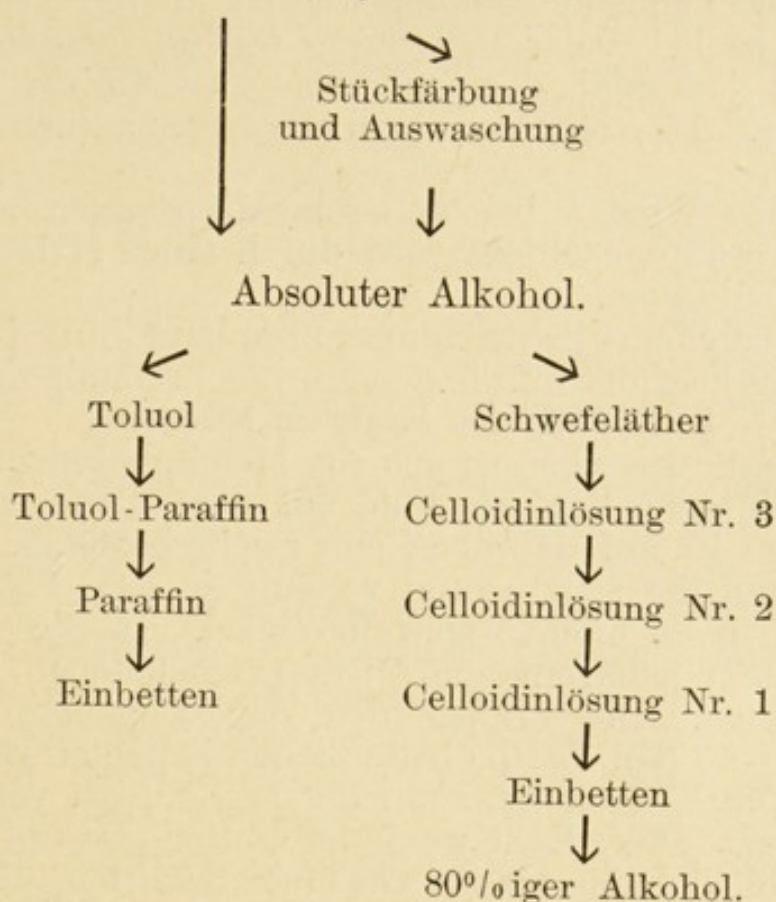 Stückfärbung
und Auswaschung
Absoluter Alkohol.
Toluol
Schwefeläther
Toluol-Paraffin
Celloidinlösung Nr. 3
Paraffin
Celloidinlösung Nr. 2
Einbetten
Celloidinlösung Nr. 1
Einbetten
80%iger Alkohol.